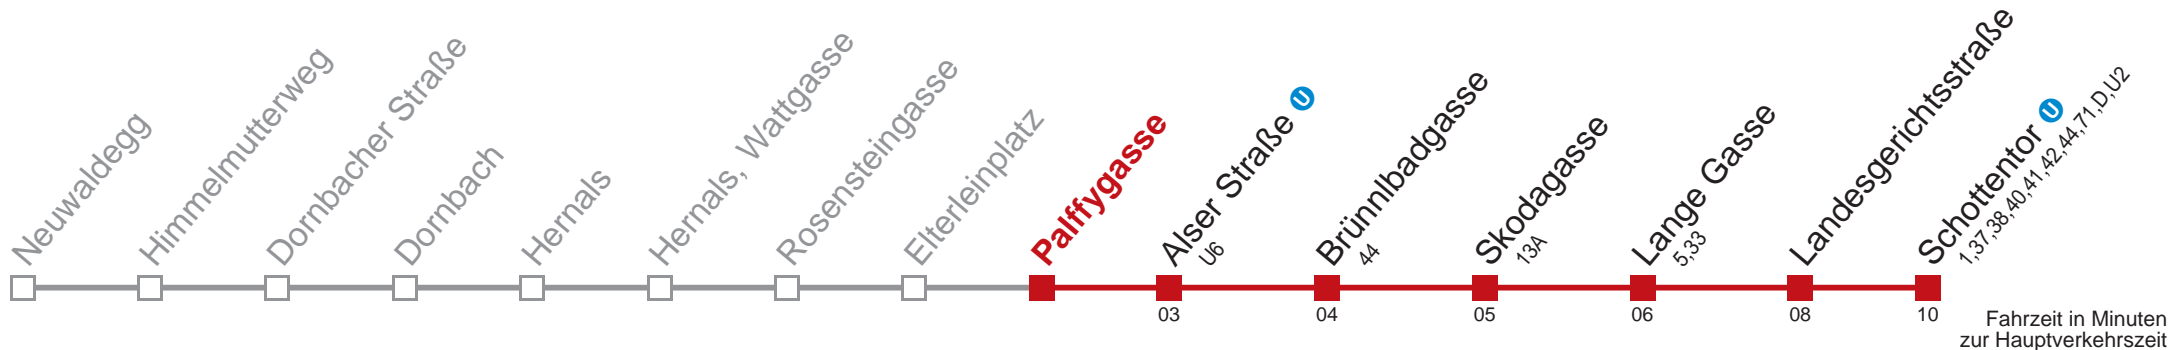 Neuwaldegg
Himmelmutterweg
Dornbacher Straße
Dornbach
Hernals
Hernals, Wattgasse
Rosensteingasse
Elterleinplatz
Palffygasse
Alser Straße U
U6
Brünnlbadgasse
44
Skodagasse
13A
Lange Gasse
5,33
Landesgerichtsstraße
Schottentor U
1,37,38,40,41,42,44,71,D,U2
03
04
05
06
08
10
Fahrzeit in Minuten
zur Hauptverkehrszeit